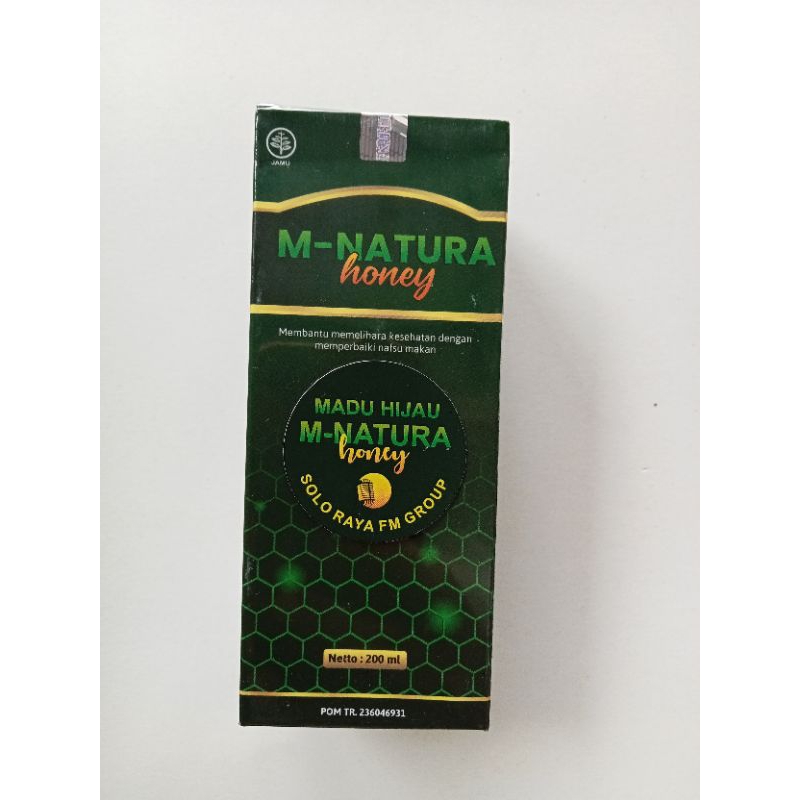 JAMU
M-NATURA
honey
Membantu memelihara kesehatan dengan
memperbaiki nafsu makan
MADU HIJAU
M-NATURA
honey
SOLO RAYA FM GROUP
Netto : 200 ml
POM TR. 236046931